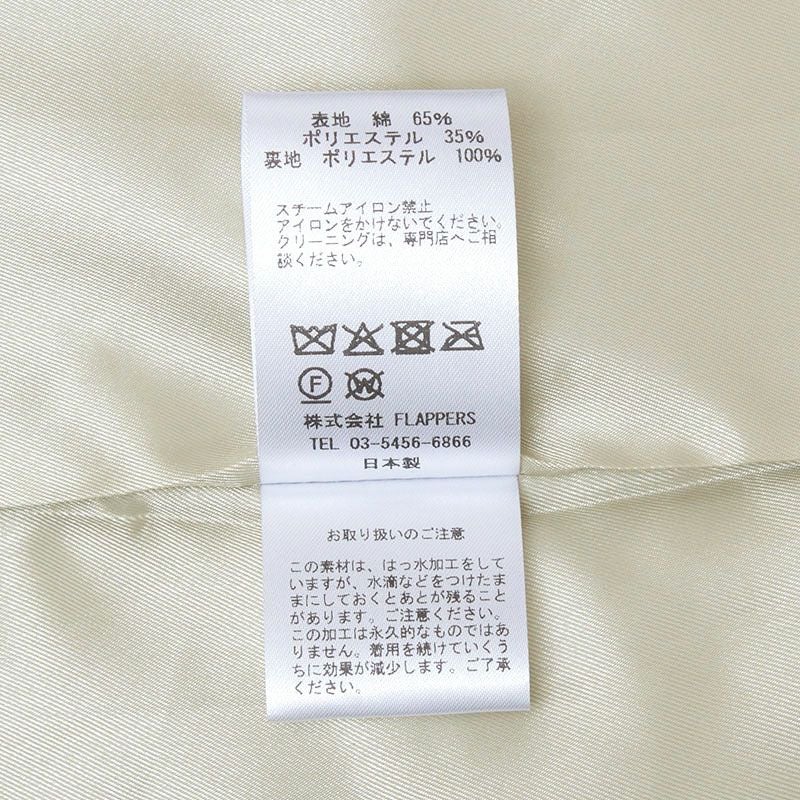 表地 綿 65%
ポリエステル 35%
裏地 ポリエステル 100%
スチームアイロン禁止
アイロンをかけないでください。
クリーニングは、専門店へご相
談ください。
F
W
株式会社 FLAPPERS
TEL 03-5456-6866
日本製
お取り扱いのご注意
この素材は、はっ水加工をして
いますが、水滴などをつけたま
まにしておくとあとが残ること
があります。ご注意ください。
この加工は永久的なものではあ
りません。着用を続けていくう
ちに効果が減少します。ご了承
ください。